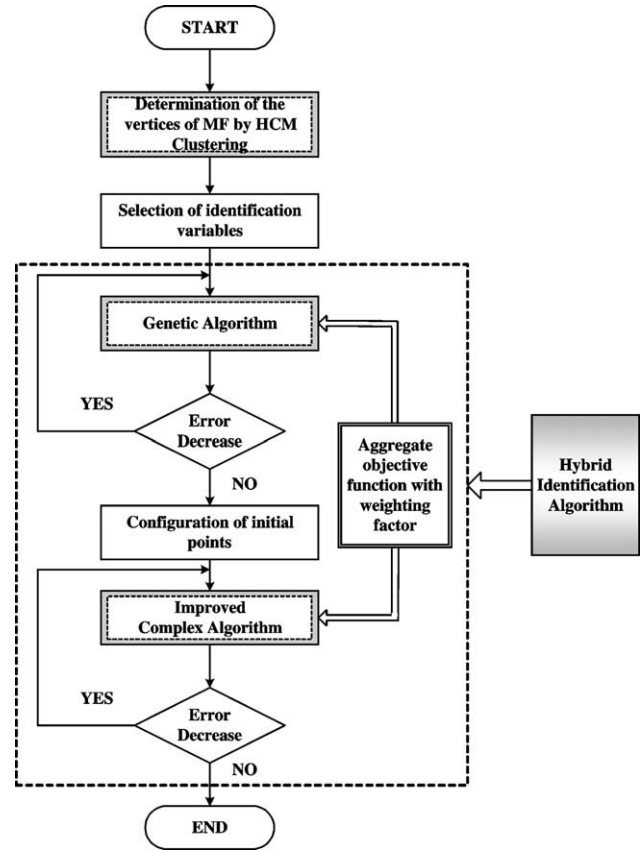 START
Determination of the
vertices of MF by HCM
Clustering
Selection of identification
variables
Genetic Algorithm
YES
Error
Decrease
NO
Aggregate
objective
function with
weighting
factor
Hybrid
Identification
Algorithm
Configuration of initial
points
Improved
Complex Algorithm
YES
Error
Decrease
NO
END